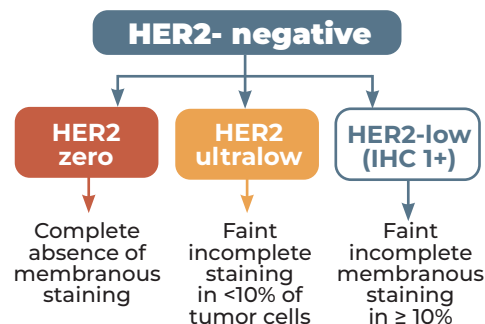 HER2- negative
HER2
zero
HER2
ultralow
HER2-low
(IHC 1+)
Complete
absence of
membranous
staining
Faint
incomplete
staining
in <10% of
tumor cells
Faint
incomplete
membranous
staining
in ≥ 10%